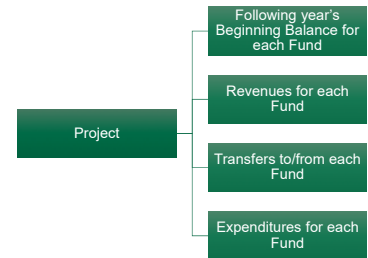 Project
Following year's
Beginning Balance for
each Fund
Revenues for each
Fund
Transfers to/from each
Fund
Expenditures for each
Fund